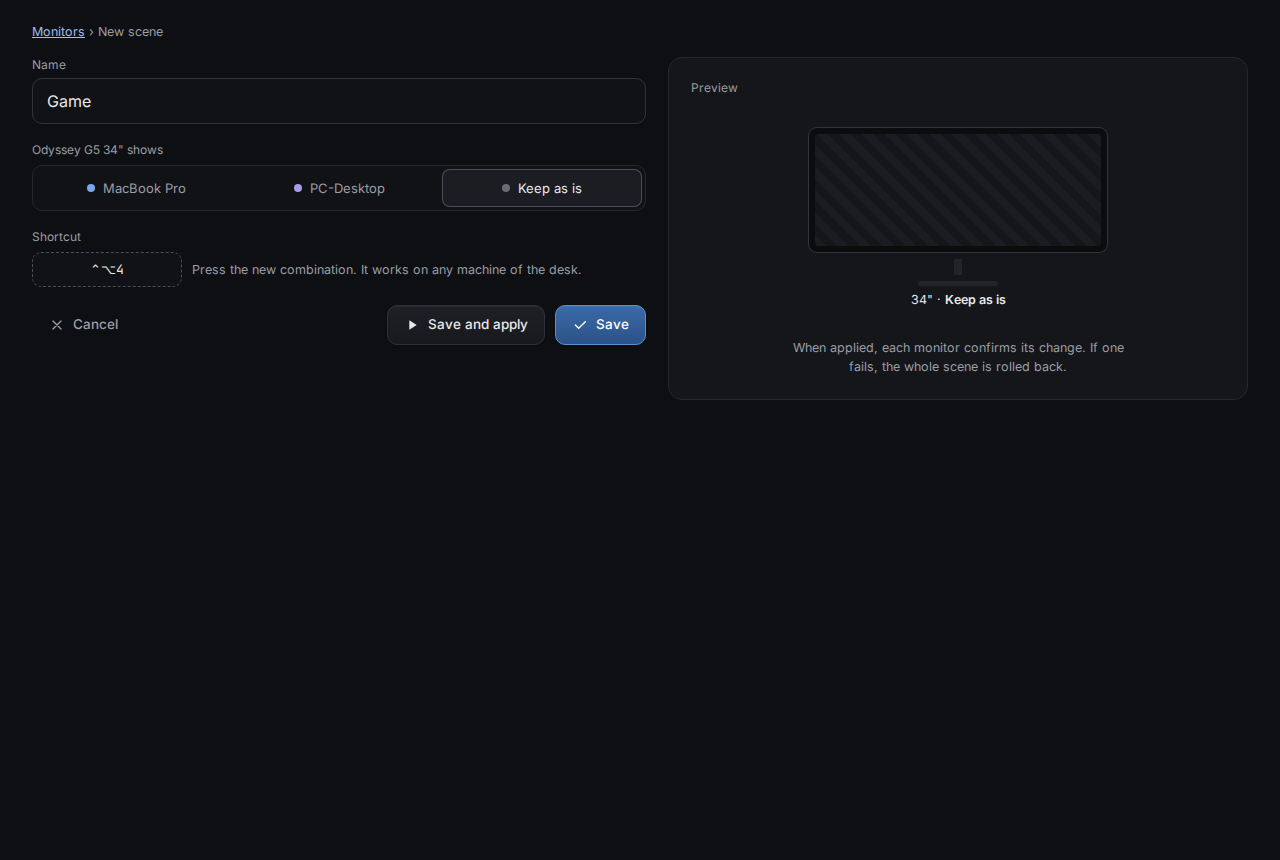 Monitors › New scene
Name
Game
Odyssey G5 34" shows
MacBook Pro
PC-Desktop
Keep as is
Shortcut
⌃⌥4
Press the new combination. It works on any machine of the desk.
Cancel
Save and apply
Save
Preview
34" · Keep as is
When applied, each monitor confirms its change. If one
fails, the whole scene is rolled back.